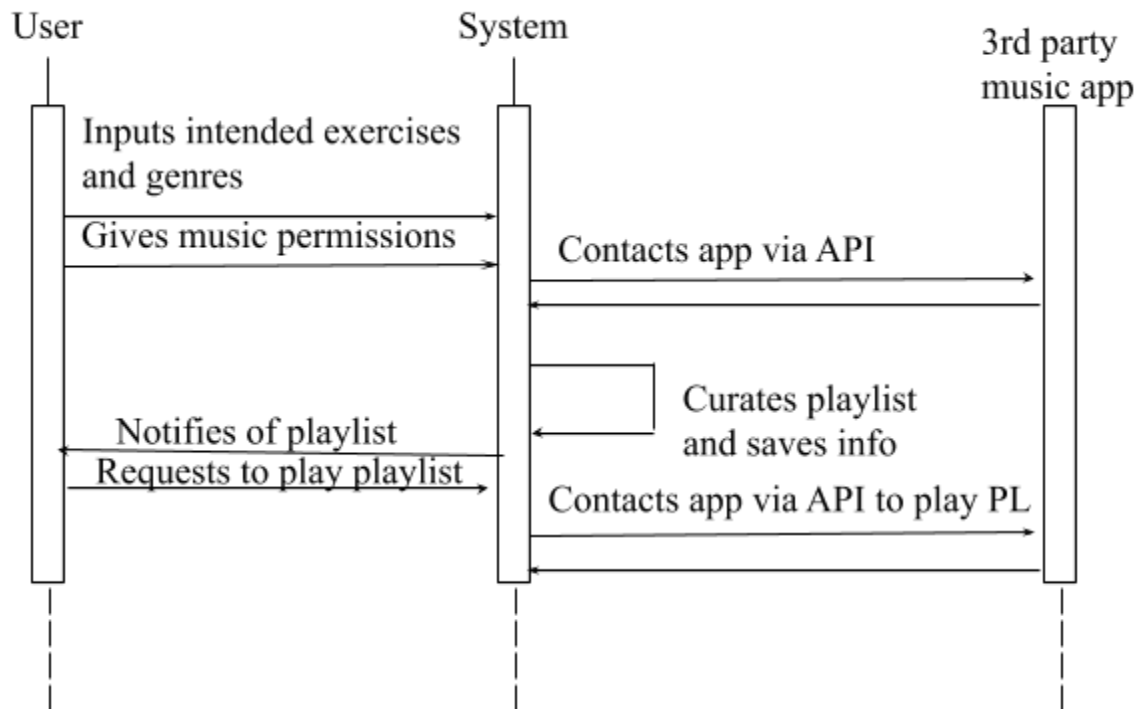 User
System
3rd party
music app
Inputs intended exercises
and genres
Gives music permissions
Contacts app via API
Curates playlist
and saves info
Notifies of playlist
Requests to play playlist
Contacts app via API to play PL